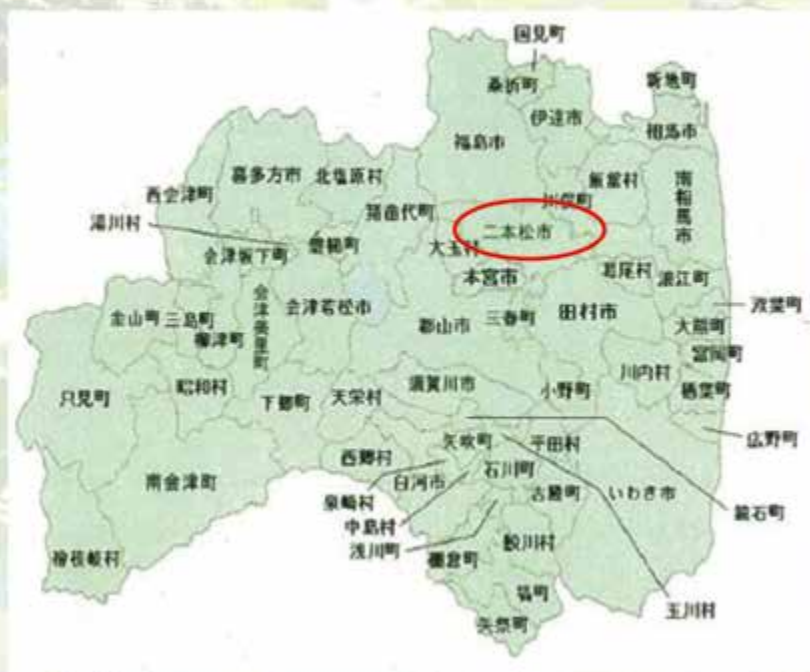 国見町
桑折町
新地町
伊達市
相馬市
福島市
喜多方市
北塩原村
飯舘村
南相馬市
西会津町
川俣町
猪苗代町
湯川村
二本松市
磐梯町
大玉村
会津坂下町
本宮市
葛尾村
浪江町
会津美里町
会津若松市
双葉町
金山町
三島町
三春町
田村市
郡山市
大熊町
柳津町
富岡町
川内村
昭和村
須賀川市
小野町
楢葉町
只見町
下郷町
天栄村
広野町
矢吹町
平田村
西郷村
石川町
南会津町
白河市
古殿町
いわき市
泉崎村
鏡石町
中島村
浅川町
鮫川村
棚倉町
檜枝岐村
塙町
玉川村
矢祭町